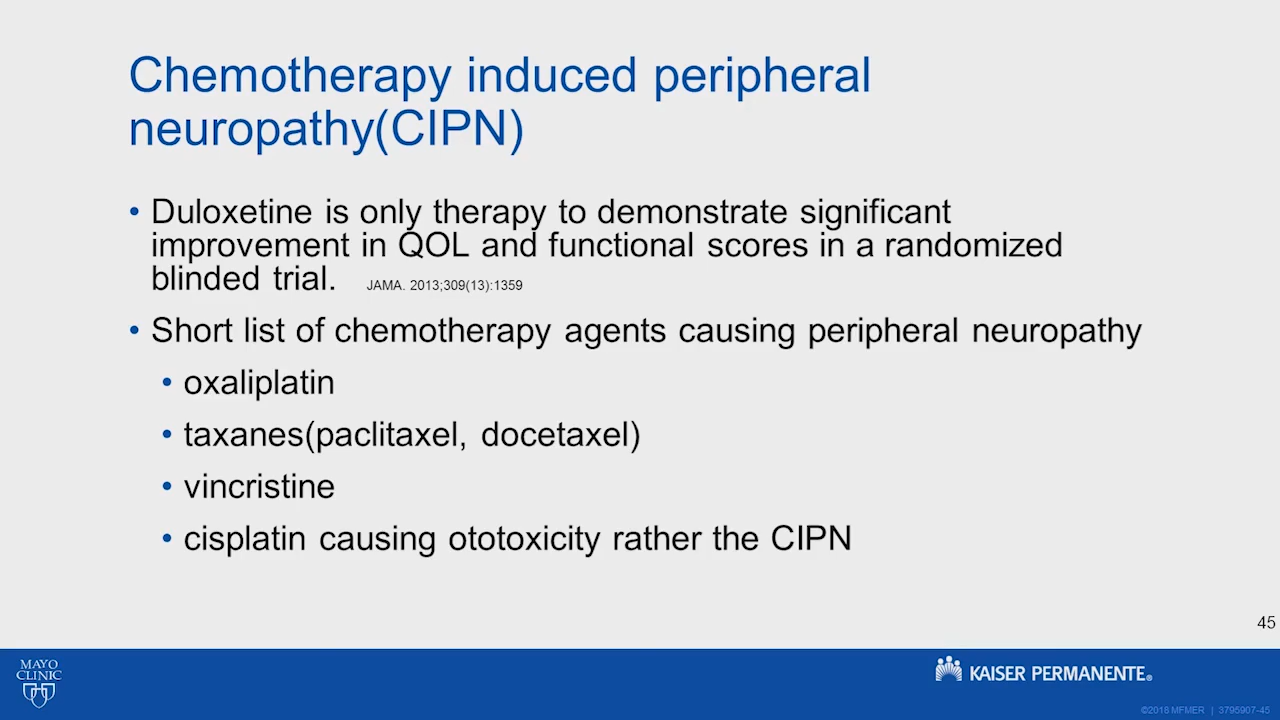 Chemotherapy induced peripheral
neuropathy(CIPN)
• Duloxetine is only therapy to demonstrate significant
improvement in QOL and functional scores in a randomized
blinded trial. JAMA. 2013;309(13):1359
• Short list of chemotherapy agents causing peripheral neuropathy
• oxaliplatin
• taxanes(paclitaxel, docetaxel)
• vincristine
• cisplatin causing ototoxicity rather the CIPN
45
MAYO
CLINIC
KAISER PERMANENTE®
©2018 MFMER | 3795907-45